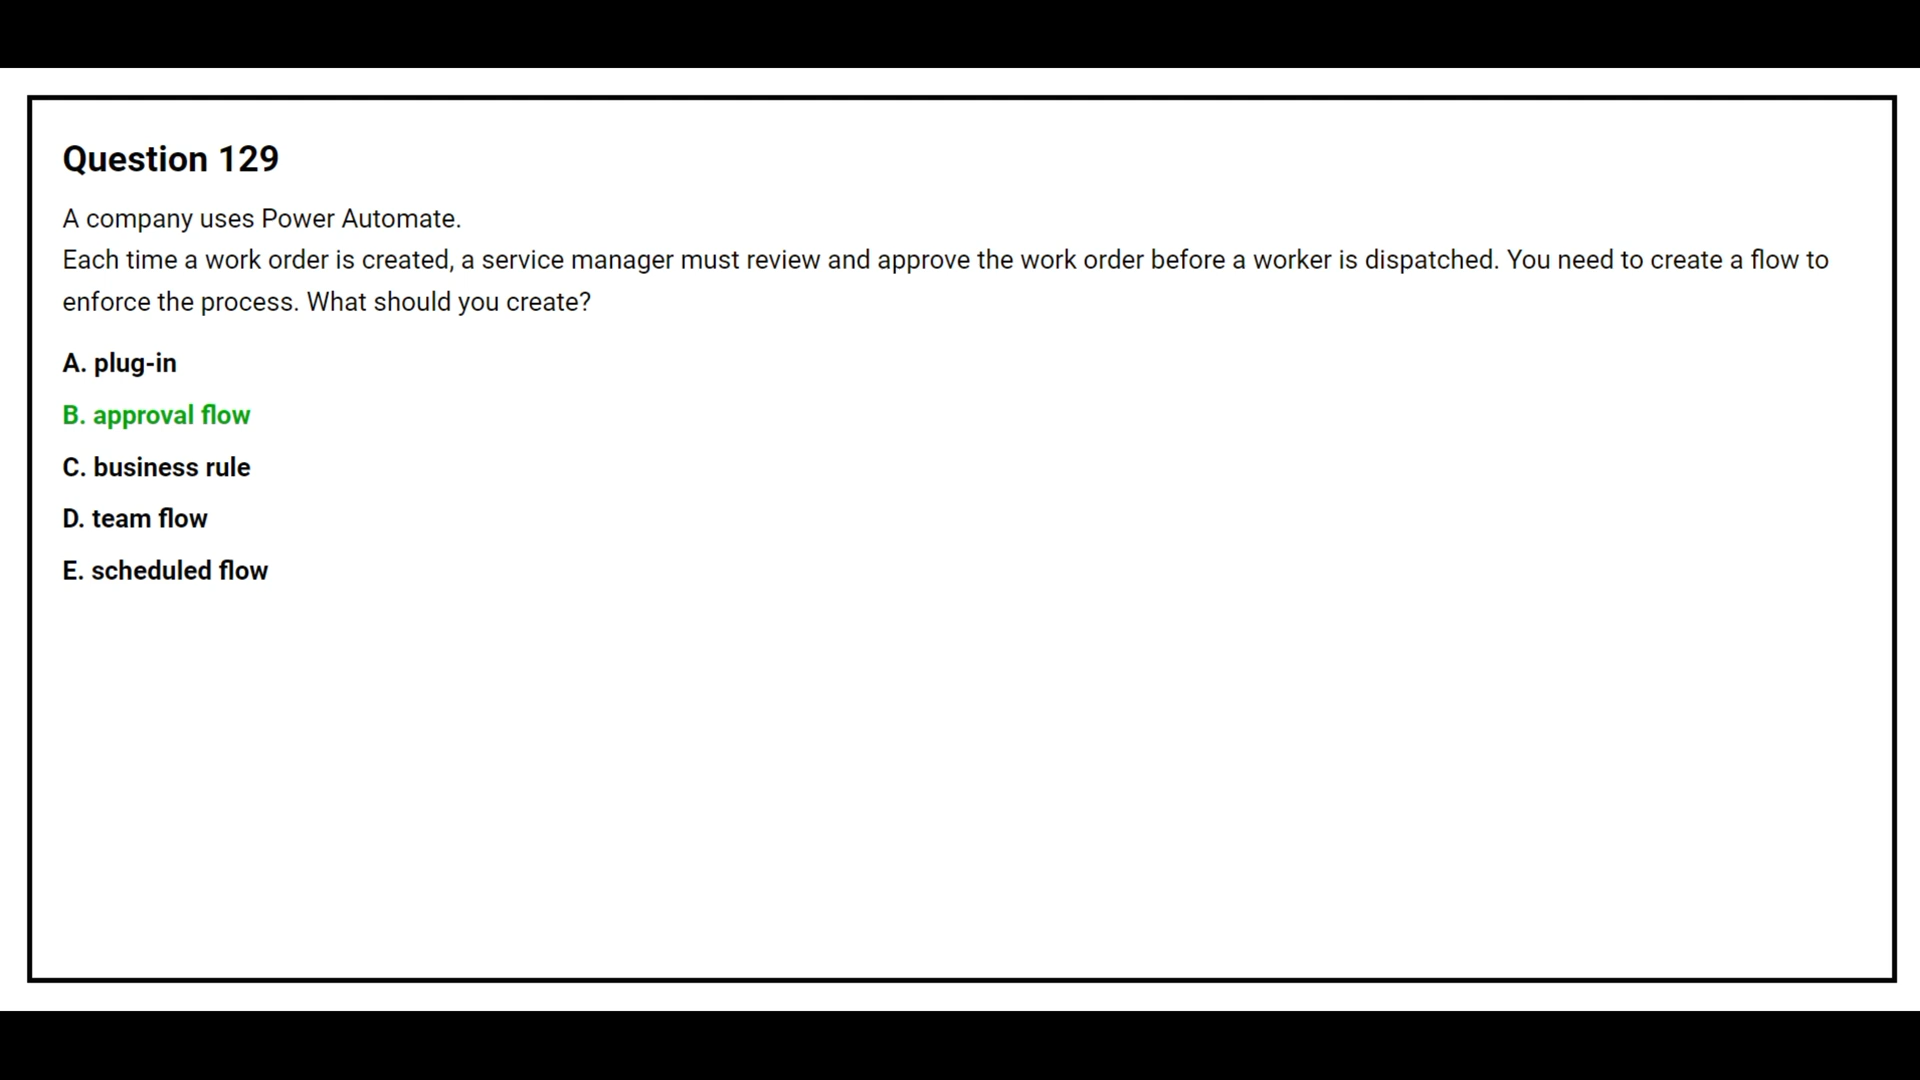 Question 129
A company uses Power Automate.
Each time a work order is created, a service manager must review and approve the work order before a worker is dispatched. You need to create a flow to
enforce the process. What should you create?
A. plug-in
B. approval flow
C. business rule
D. team flow
E. scheduled flow